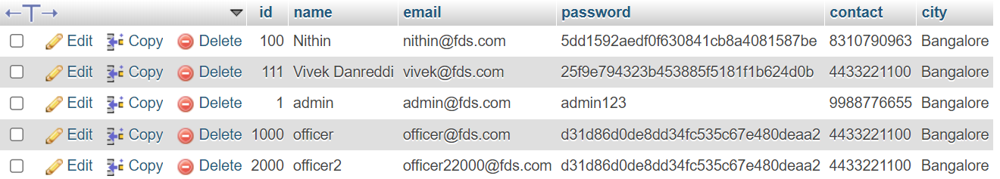 id name email password contact city
Edit Copy Delete 100 Nithin nithin@fds.com 5dd1592aedf0f630841cb8a4081587be 8310790963 Bangalore
Edit Copy Delete 111 Vivek Danreddi vivek@fds.com 25f9e794323b453885f5181f1b624d0b 4433221100 Bangalore
Edit Copy Delete 1 admin admin@fds.com admin123 9988776655 Bangalore
Edit Copy Delete 1000 officer officer@fds.com d31d86d0de8dd34fc535c67e480deaa2 4433221100 Bangalore
Edit Copy Delete 2000 officer2 officer22000@fds.com d31d86d0de8dd34fc535c67e480deaa2 4433221100 Bangalore